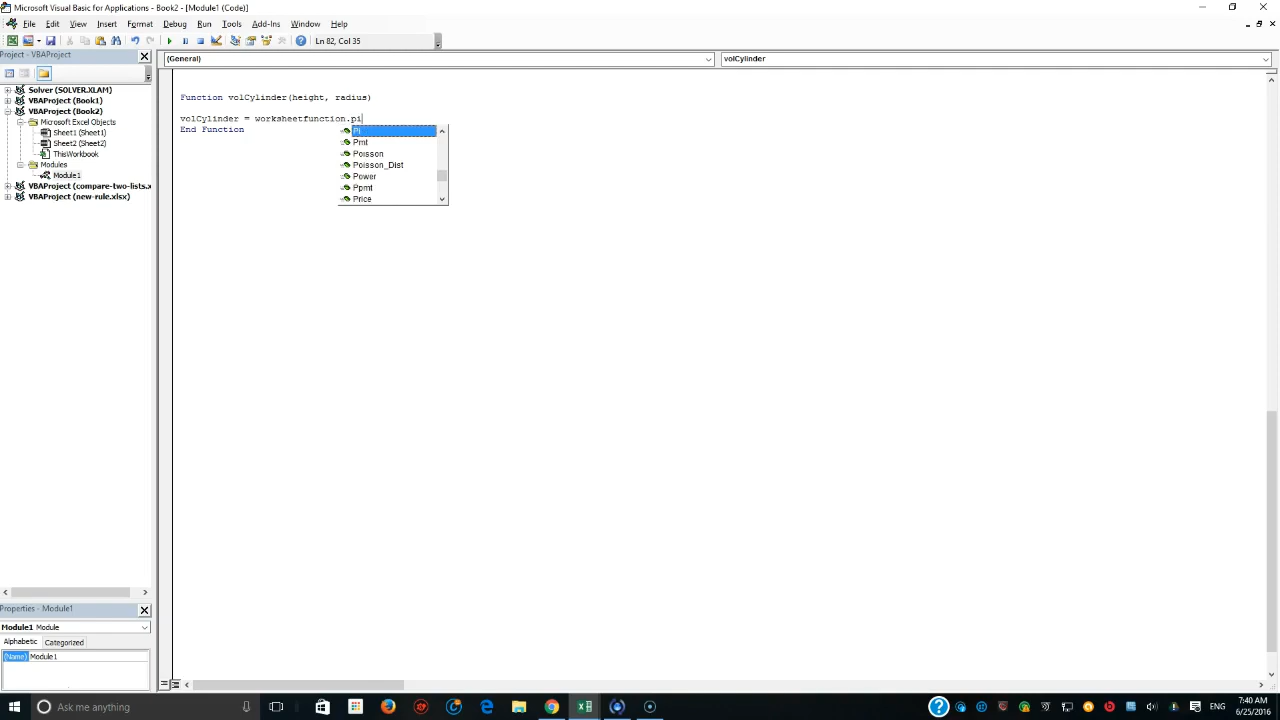 Microsoft Visual Basic for Applications - Book2 - [Module1 (Code)]
File Edit View Insert Format Debug Run Tools Add-Ins Window Help
Ln 82, Col 35
Project - VBAProject
(General)
volCylinder
Solver (SOLVER.XLAM)
VBAProject (Book1)
VBAProject (Book2)
Microsoft Excel Objects
Sheet1 (Sheet1)
Sheet2 (Sheet2)
ThisWorkbook
Modules
Module1
VBAProject (compare-two-lists.x
VBAProject (new-rule.xlsx)
Function volCylinder(height, radius)
volCylinder = worksheetfunction.pi
End Function
Pi
Pmt
Poisson
Poisson_Dist
Power
Ppmt
Price
Properties - Module1
Module1 Module
Alphabetic Categorized
(Name) Module1
Ask me anything
ENG
7:40 AM
6/25/2016